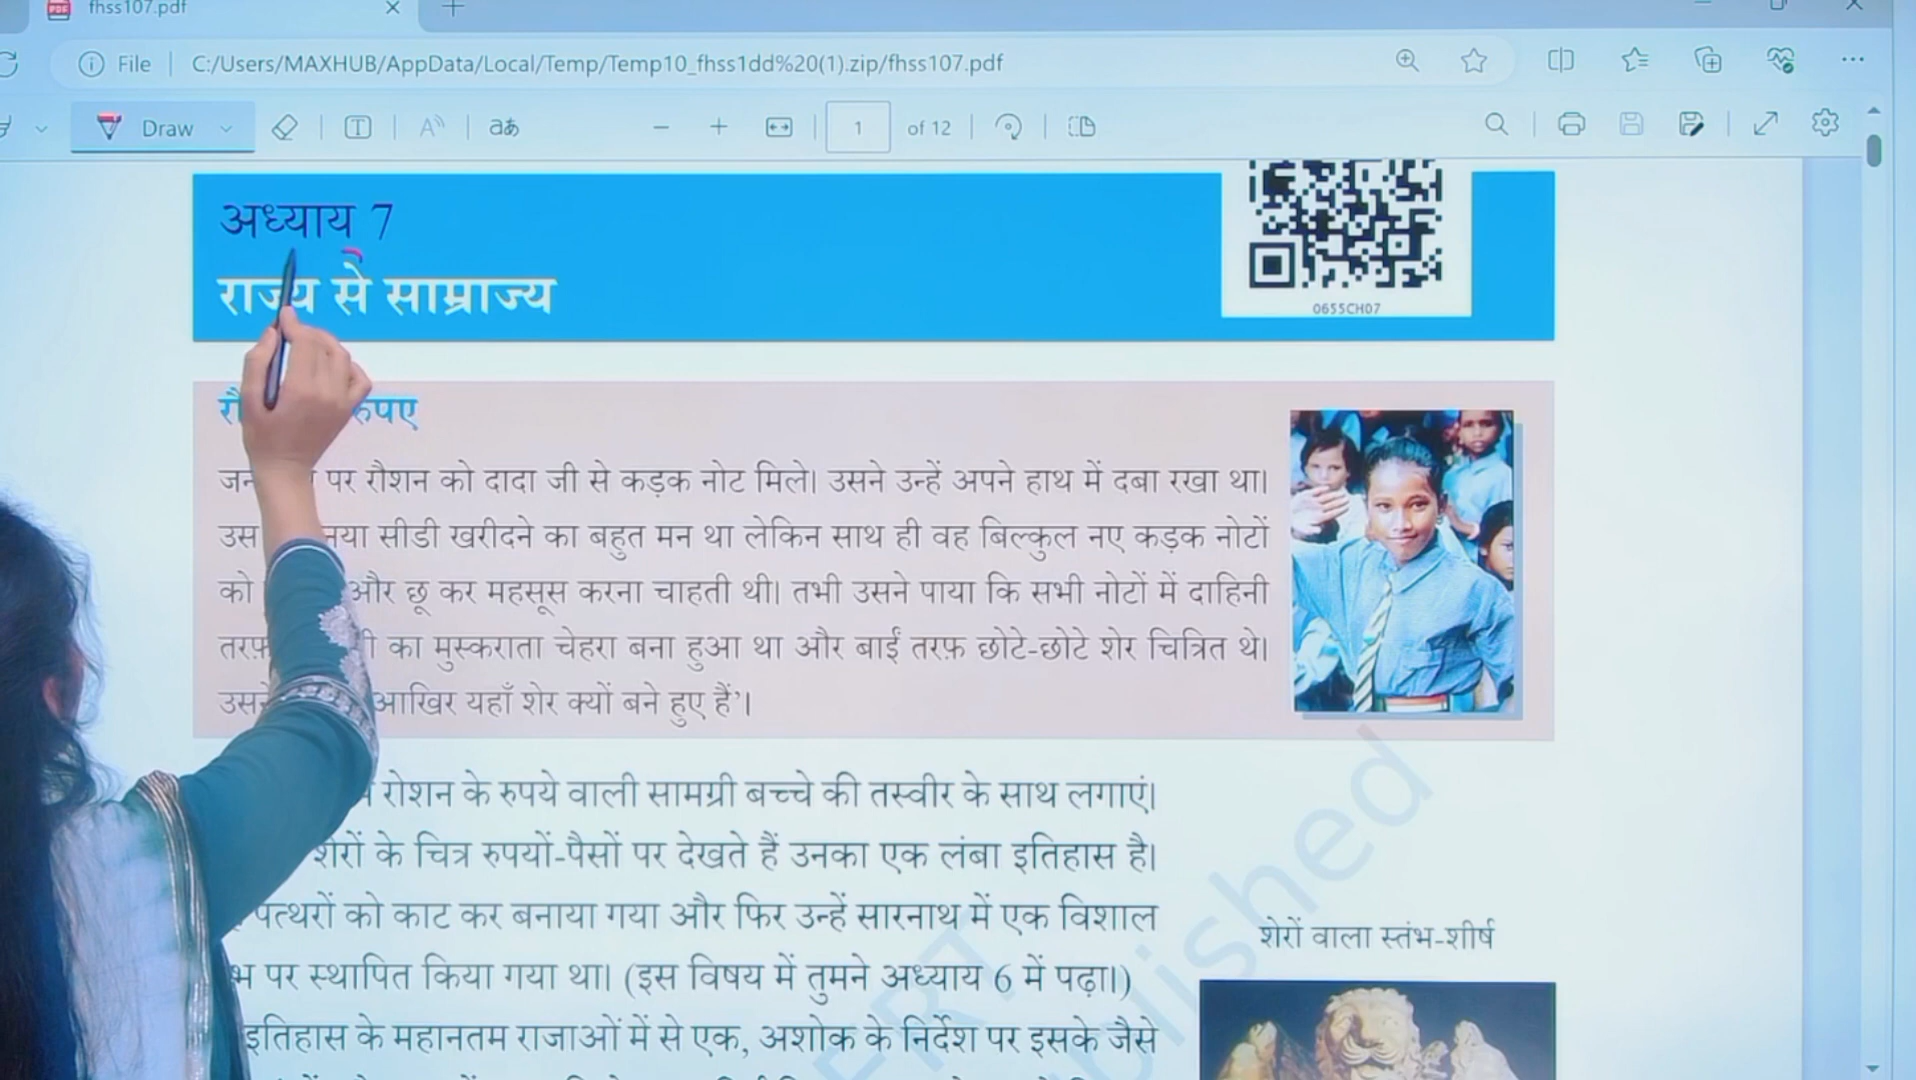 fhss107.pdf
File C:/Users/MAXHUB/AppData/Local/Temp/Temp10_fhss1dd%20(1).zip/fhss107.pdf
Draw 1 of 12
अध्याय 7
राज्य से साम्राज्य
0655CH07
रुपए
पर रौशन को दादा जी से कड़क नोट मिले। उसने उन्हें अपने हाथ में दबा रखा था।
उस नया सीडी खरीदने का बहुत मन था लेकिन साथ ही वह बिल्कुल नए कड़क नोटों
को और छू कर महसूस करना चाहती थी। तभी उसने पाया कि सभी नोटों में दाहिनी
तरफ़ का मुस्कराता चेहरा बना हुआ था और बाईं तरफ़ छोटे-छोटे शेर चित्रित थे।
आखिर यहाँ शेर क्यों बने हुए हैं'।
रोशन के रुपये वाली सामग्री बच्चे की तस्वीर के साथ लगाएं।
शेरों के चित्र रुपयों-पैसों पर देखते हैं उनका एक लंबा इतिहास है।
पत्थरों को काट कर बनाया गया और फिर उन्हें सारनाथ में एक विशाल
पर स्थापित किया गया था। (इस विषय में तुमने अध्याय 6 में पढ़ा।)
इतिहास के महानतम राजाओं में से एक, अशोक के निर्देश पर इसके जैसे
शेरों वाला स्तंभ-शीर्ष